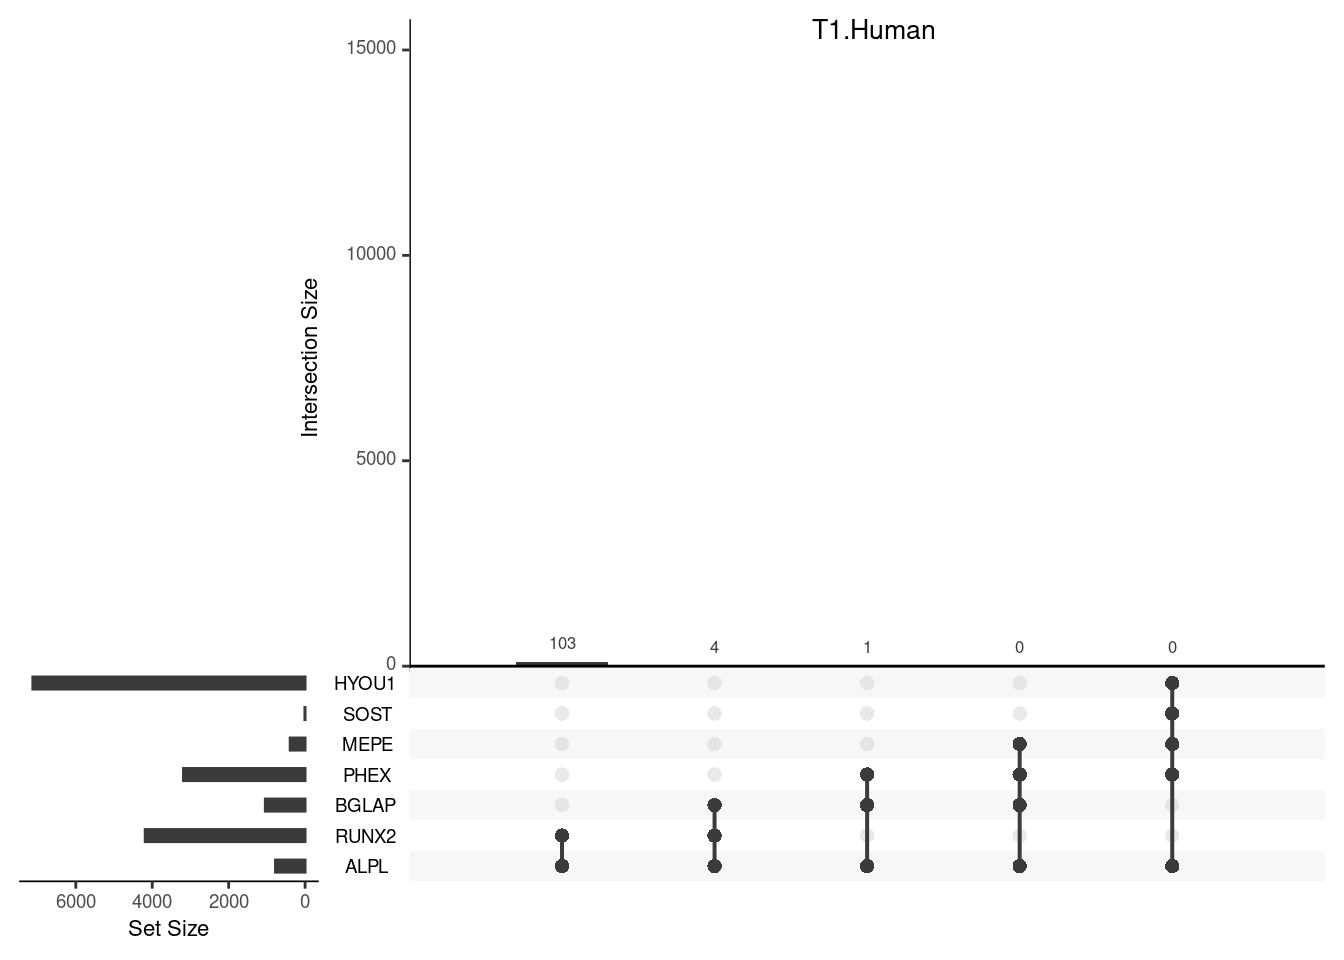 T1.Human
15000
10000
5000
0
Intersection Size
103 4 1 0 0
HYOU1
SOST
MEPE
PHEX
BGLAP
RUNX2
ALPL
6000 4000 2000 0
Set Size